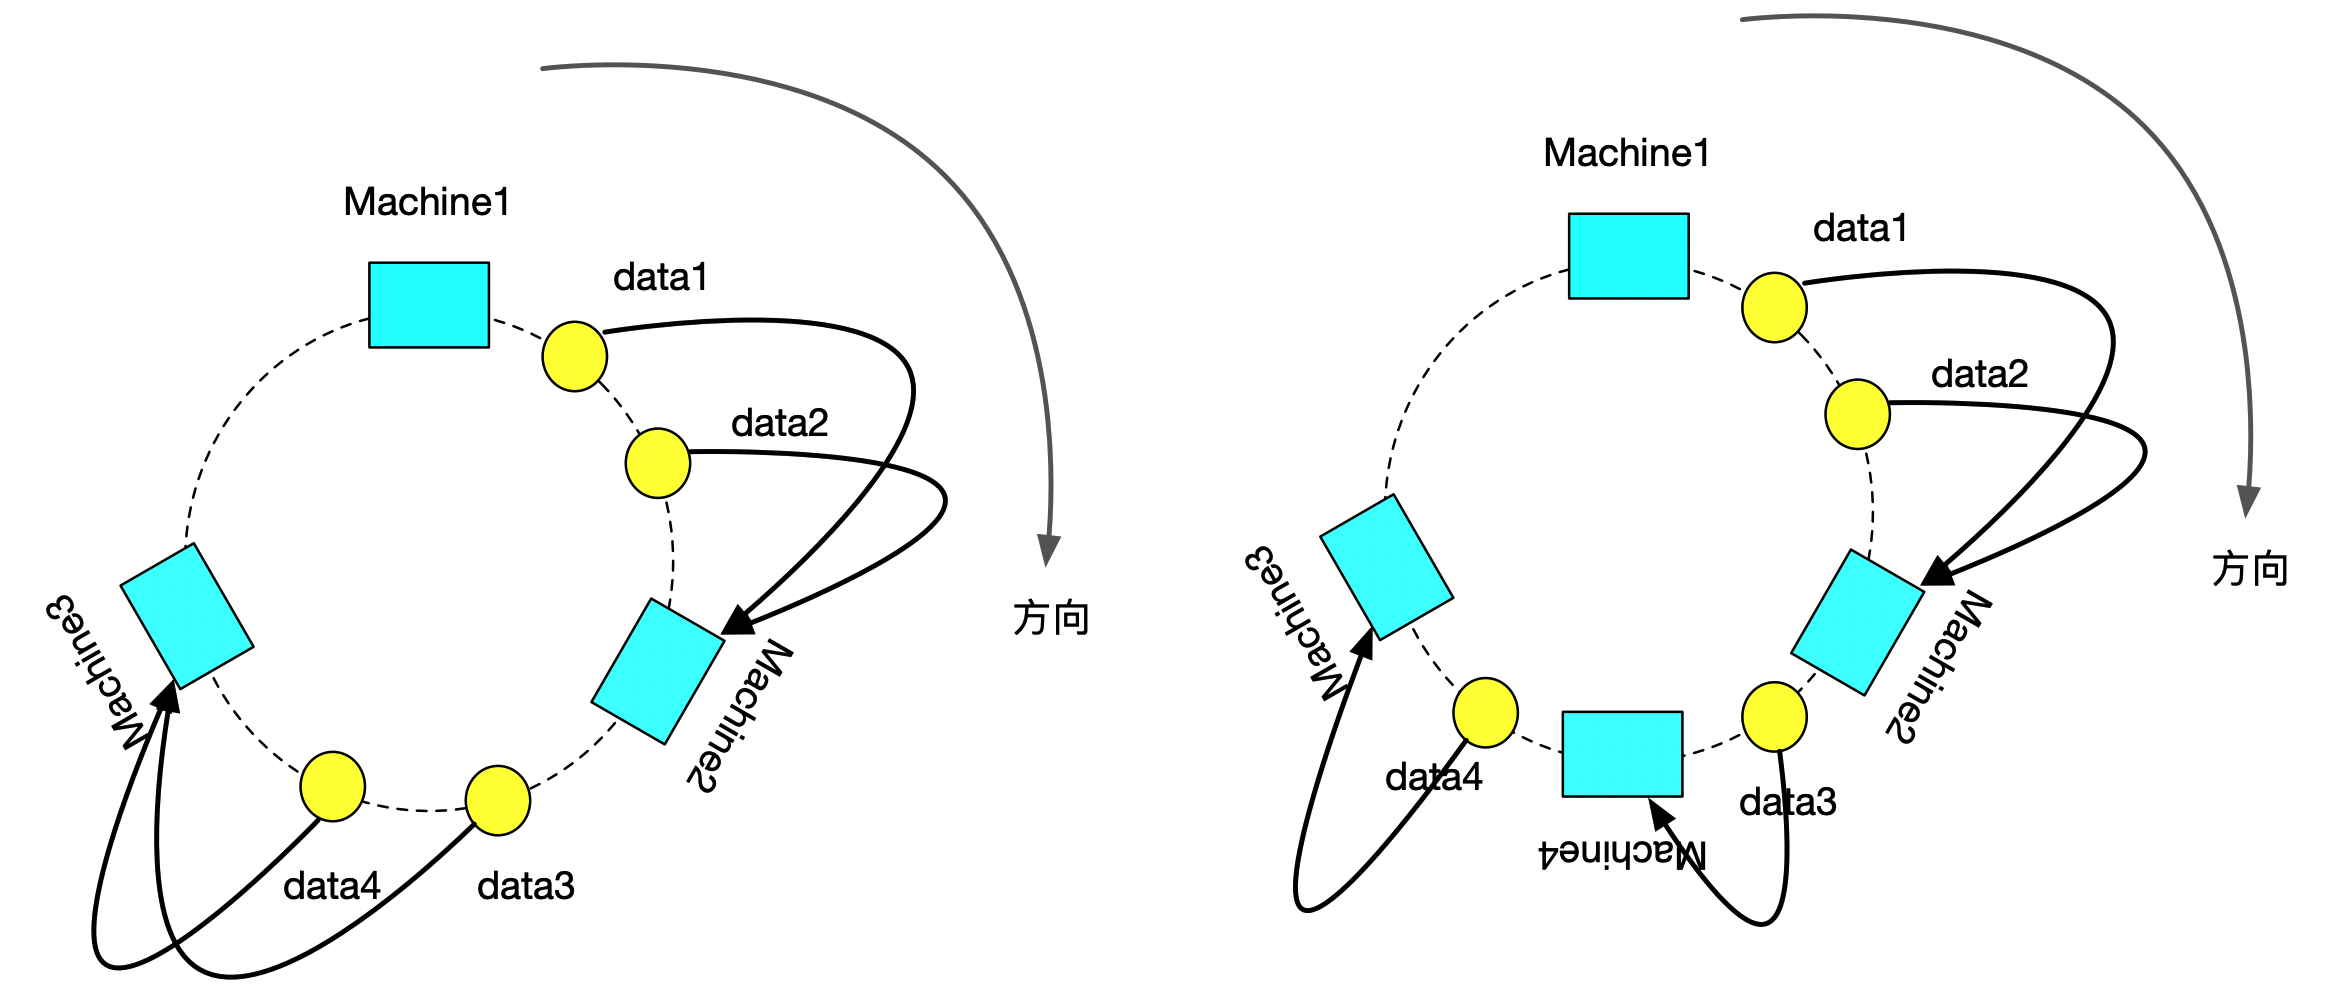 Machine1
data1
data2
方向
Machine3
Machine2
data4
data3
Machine1
data1
data2
方向
Machine3
Machine2
data4
data3
Machine4